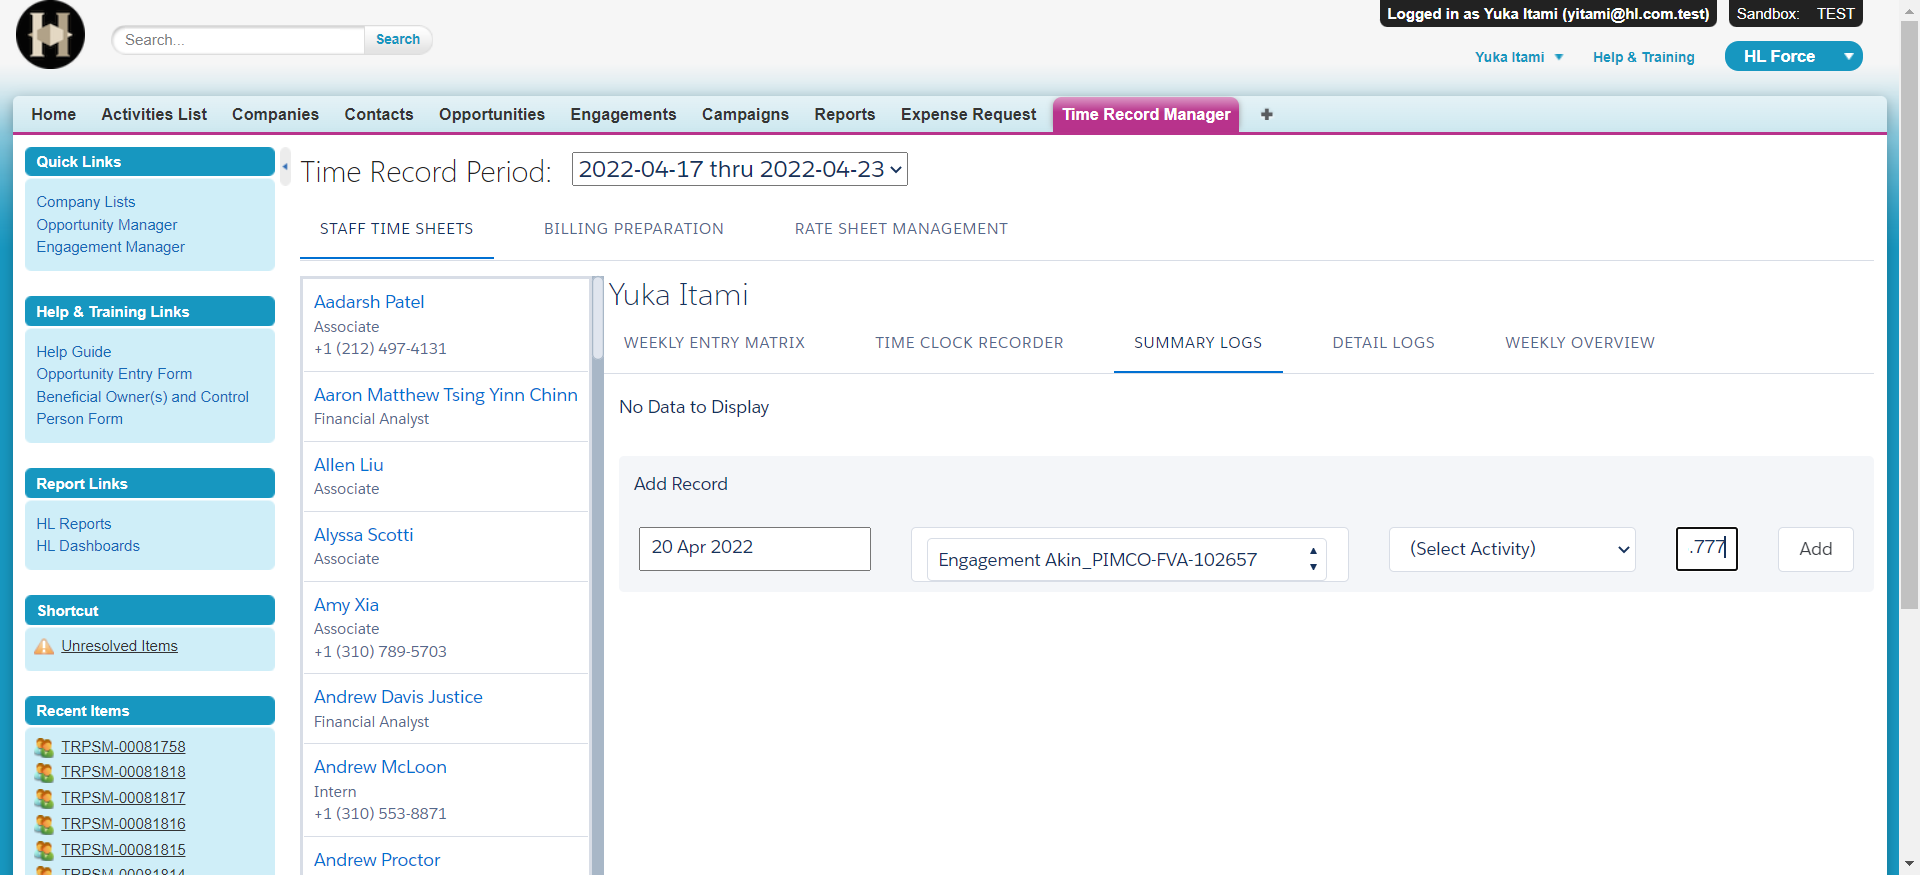 Logged in as Yuka Itami (yitami@hl.com.test)
Sandbox: TEST
H
Search...
Search
Yuka Itami
Help & Training
HL Force
Home
Activities List
Companies
Contacts
Opportunities
Engagements
Campaigns
Reports
Expense Request
Time Record Manager
Quick Links
Company Lists
Opportunity Manager
Engagement Manager
Help & Training Links
Help Guide
Opportunity Entry Form
Beneficial Owner(s) and Control
Person Form
Report Links
HL Reports
HL Dashboards
Shortcut
Unresolved Items
Recent Items
TRPSM-00081758
TRPSM-00081818
TRPSM-00081817
TRPSM-00081816
TRPSM-00081815
TRPSM-00081814
Time Record Period:
2022-04-17 thru 2022-04-23
STAFF TIME SHEETS
BILLING PREPARATION
RATE SHEET MANAGEMENT
Aadarsh Patel
Associate
+1 (212) 497-4131
Aaron Matthew Tsing Yinn Chinn
Financial Analyst
Allen Liu
Associate
Alyssa Scotti
Associate
Amy Xia
Associate
+1 (310) 789-5703
Andrew Davis Justice
Financial Analyst
Andrew McLoon
Intern
+1 (310) 553-8871
Andrew Proctor
Yuka Itami
WEEKLY ENTRY MATRIX
TIME CLOCK RECORDER
SUMMARY LOGS
DETAIL LOGS
WEEKLY OVERVIEW
No Data to Display
Add Record
20 Apr 2022
Engagement Akin_PIMCO-FVA-102657
(Select Activity)
.777
Add